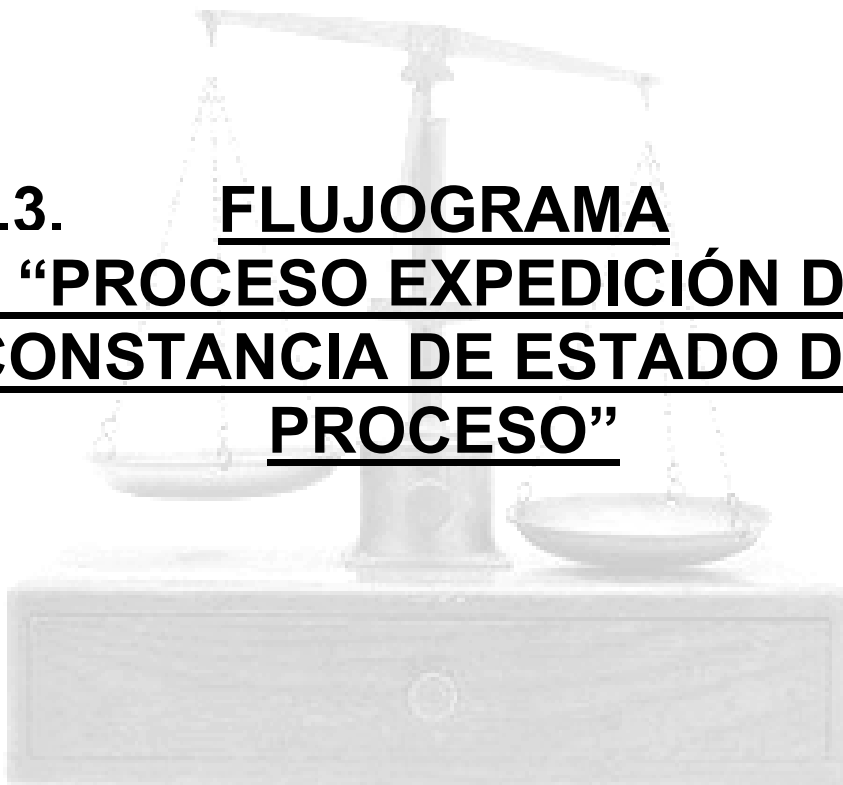 .3. FLUJOGRAMA
“PROCESO EXPEDICIÓN D
CONSTANCIA DE ESTADO D
PROCESO”